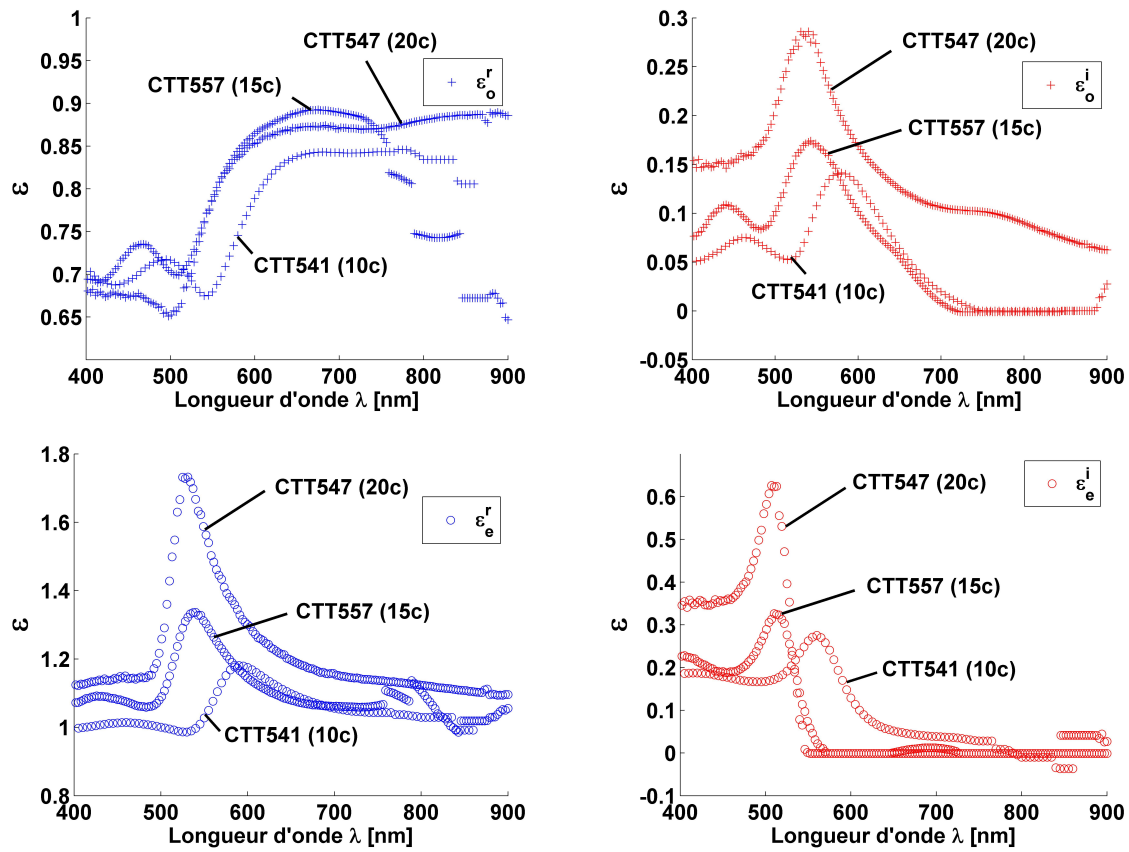 1
0.95
0.9
0.85
0.8
0.75
0.7
0.65
400 500 600 700 800 900
ε
Longueur d'onde λ [nm]
CTT547 (20c)
CTT557 (15c)
CTT541 (10c)
ε_o^r
0.3
0.25
0.2
0.15
0.1
0.05
0
-0.05
400 500 600 700 800 900
ε
Longueur d'onde λ [nm]
CTT547 (20c)
CTT557 (15c)
CTT541 (10c)
ε_o^i
1.8
1.6
1.4
1.2
1
0.8
400 500 600 700 800 900
ε
Longueur d'onde λ [nm]
CTT547 (20c)
CTT557 (15c)
CTT541 (10c)
ε_e^r
0.6
0.5
0.4
0.3
0.2
0.1
0
-0.1
400 500 600 700 800 900
ε
Longueur d'onde λ [nm]
CTT547 (20c)
CTT557 (15c)
CTT541 (10c)
ε_e^i